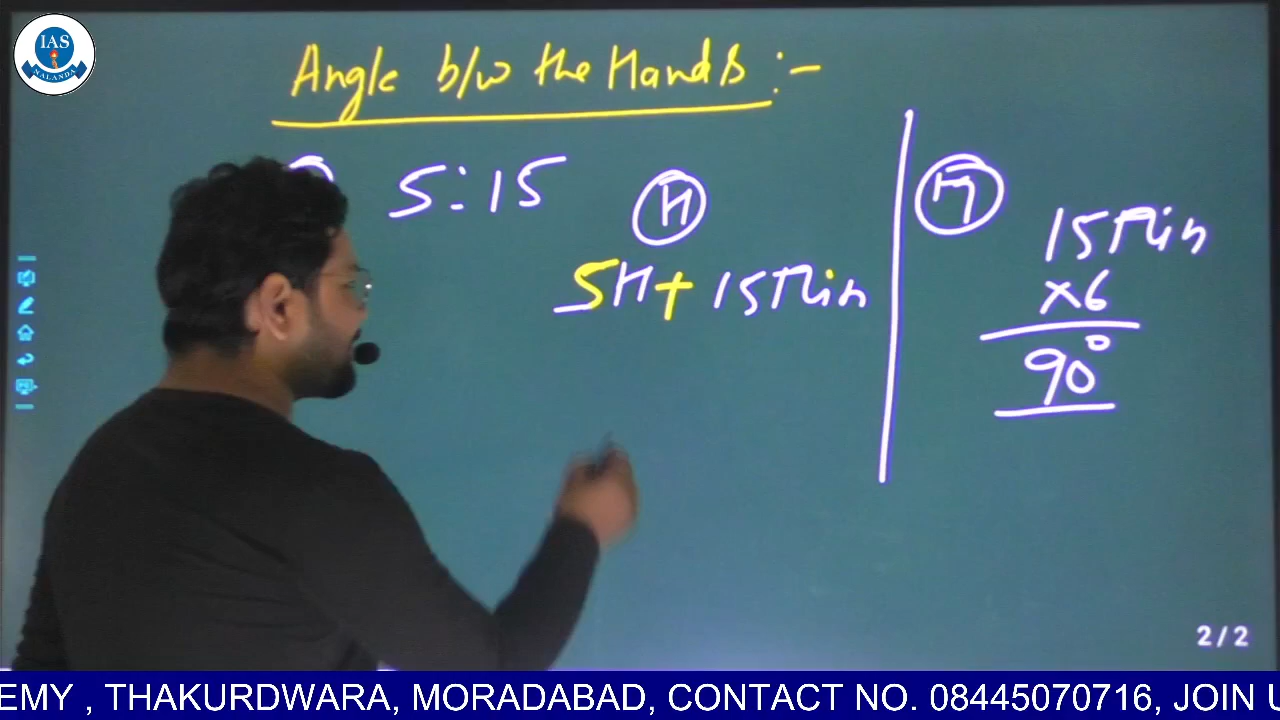 IAS
NALANDA
Angle b/w the Hands :-
5:15
H
5H + 15Min
M
15Min
×6
90°
2/2
EMY , THAKURDWARA, MORADABAD, CONTACT NO. 08445070716, JOIN U